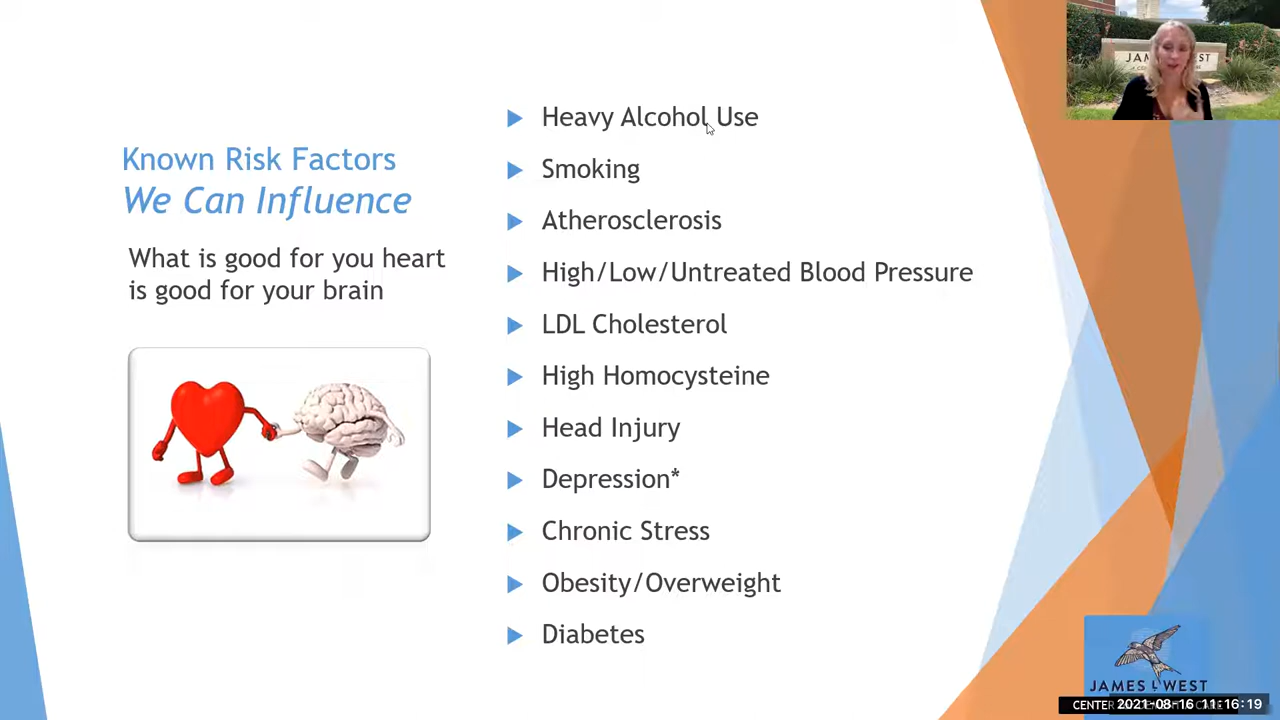 Known Risk Factors
We Can Influence
What is good for you heart
is good for your brain
Heavy Alcohol Use
Smoking
Atherosclerosis
High/Low/Untreated Blood Pressure
LDL Cholesterol
High Homocysteine
Head Injury
Depression*
Chronic Stress
Obesity/Overweight
Diabetes
JAMES L WEST
CENTER
2021-08-16 11:16:19